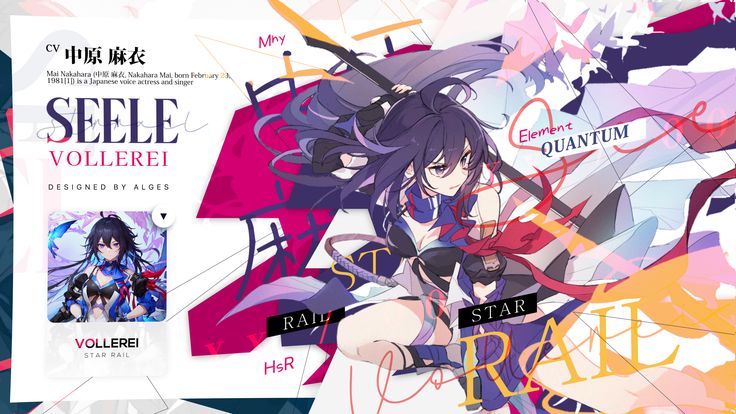 CV 中原 麻衣
Mai Nakahara (中原 麻衣, Nakahara Mai, born February 23,
1981[1]) is a Japanese voice actress and singer
SEELE
VOLLEREI
DESIGNED BY ALGES
VOLLEREI
STAR RAIL
Mhy
Element
QUANTUM
ST
RAIL
STAR
RAIL
HsR